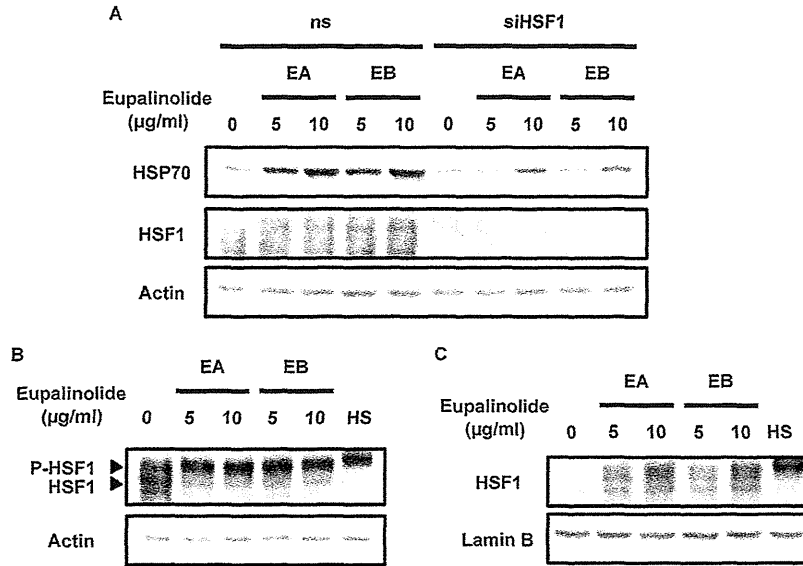 A
ns siHSF1
EA EB EA EB
Eupalinolide
(µg/ml) 0 5 10 5 10 0 5 10 5 10
HSP70
HSF1
Actin
B
EA EB
Eupalinolide
(µg/ml) 0 5 10 5 10 HS
P-HSF1
HSF1
Actin
C
EA EB
Eupalinolide
(µg/ml) 0 5 10 5 10 HS
HSF1
Lamin B